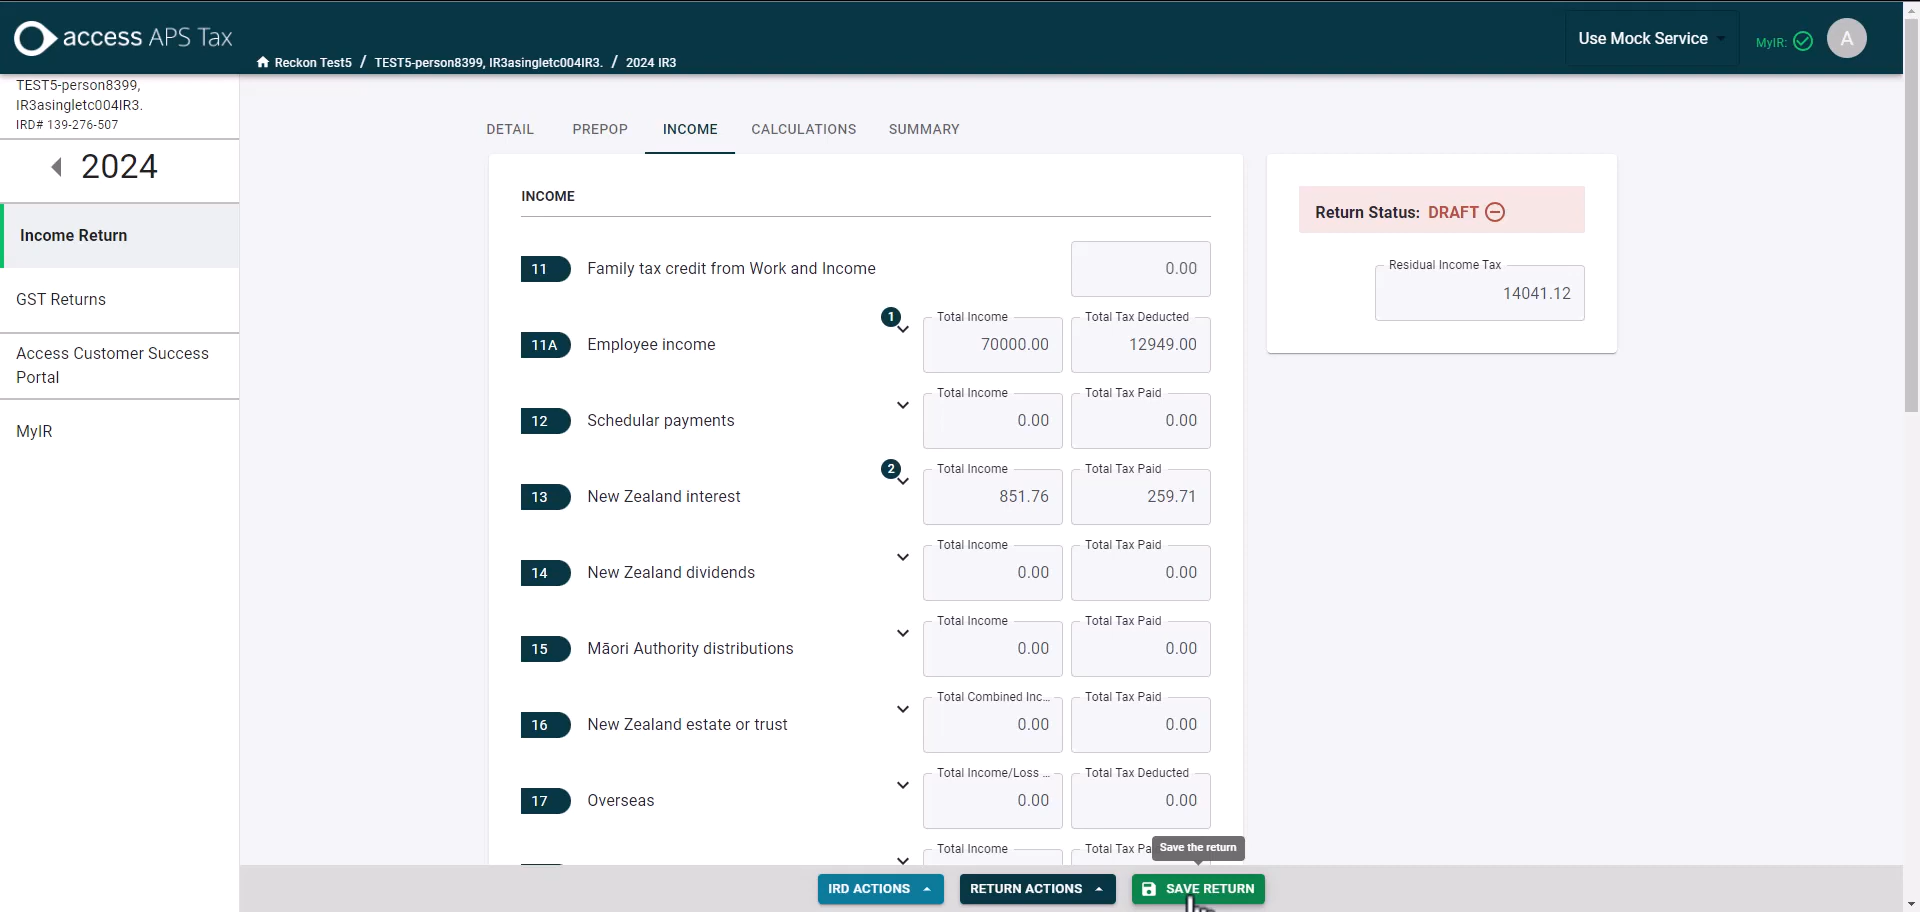 access APS Tax
Reckon Test5 / TEST5-person8399, IR3asingletc004IR3. / 2024 IR3
Use Mock Service
MyIR:
A
TEST5-person8399,
IR3asingletc004IR3.
IRD# 139-276-507
2024
Income Return
GST Returns
Access Customer Success
Portal
MyIR
DETAIL PREPOP INCOME CALCULATIONS SUMMARY
INCOME
11 Family tax credit from Work and Income 0.00
1 Total Income Total Tax Deducted
11A Employee income 70000.00 12949.00
Total Income Total Tax Paid
12 Schedular payments 0.00 0.00
2 Total Income Total Tax Paid
13 New Zealand interest 851.76 259.71
Total Income Total Tax Paid
14 New Zealand dividends 0.00 0.00
Total Income Total Tax Paid
15 Māori Authority distributions 0.00 0.00
Total Combined Inc... Total Tax Paid
16 New Zealand estate or trust 0.00 0.00
Total Income/Loss ... Total Tax Deducted
17 Overseas 0.00 0.00
Total Income Total Tax Pa
Save the return
Return Status: DRAFT
Residual Income Tax
14041.12
IRD ACTIONS RETURN ACTIONS SAVE RETURN